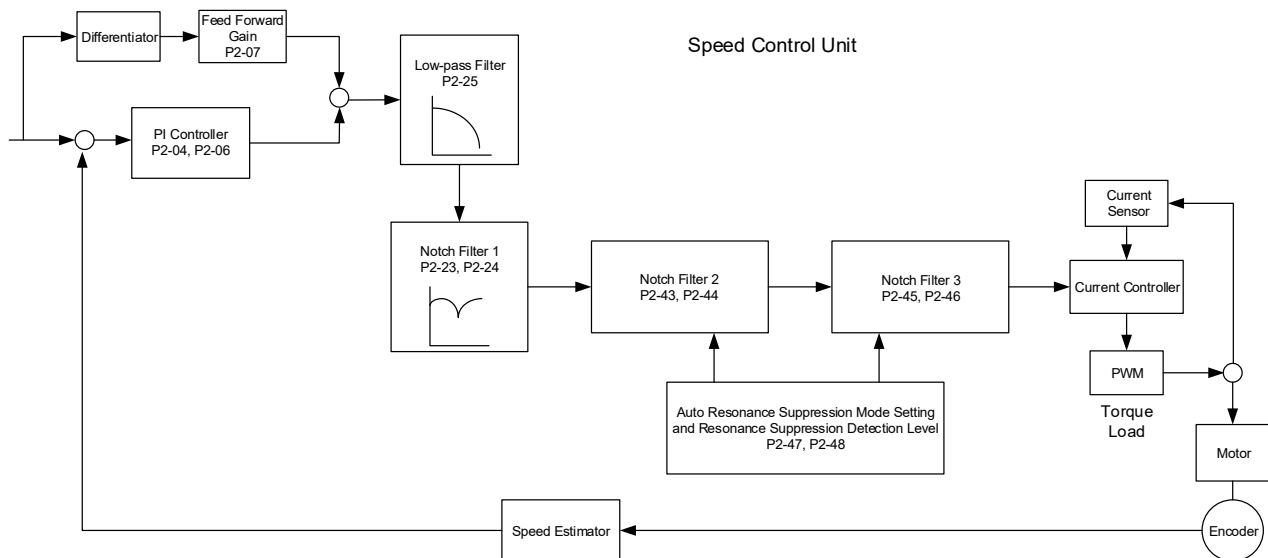 Feed Forward
Gain
P2-07
Differentiator
Speed Control Unit
Low-pass Filter
P2-25
PI Controller
P2-04, P2-06
Current
Sensor
Notch Filter 1
P2-23, P2-24
Notch Filter 2
P2-43, P2-44
Notch Filter 3
P2-45, P2-46
Current Controller
PWM
Torque
Load
Auto Resonance Suppression Mode Setting
and Resonance Suppression Detection Level
P2-47, P2-48
Motor
Speed Estimator
Encoder